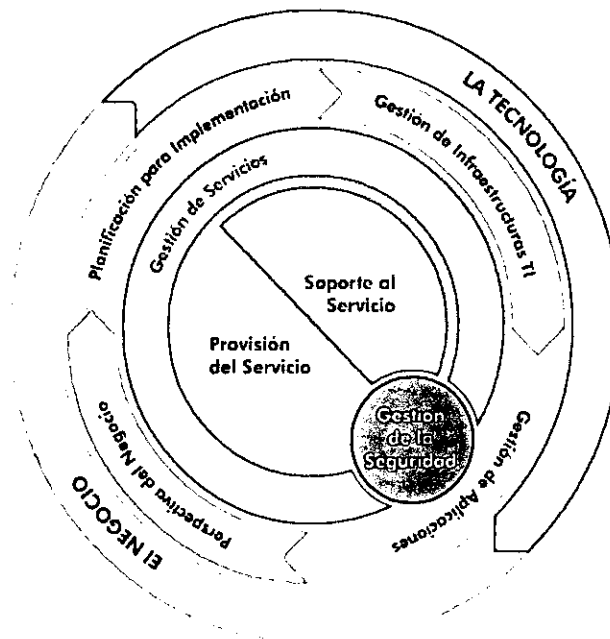 LA TECNOLOGÍA
Planificación para Implementación
Gestión de Infraestructuras TI
Gestión de Servicios
Soporte al
Servicio
Provisión
del Servicio
Gestión
de la
Seguridad
Gestión de Aplicaciones
Perspectiva del Negocio
El NEGOCIO